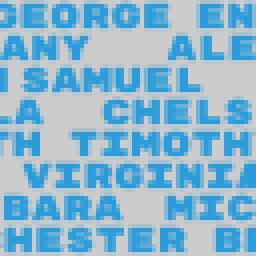 GEORGE EN
ANY ALE
SAMUEL
LA CHELS
TH TIMOTH
VIRGINIA
BARA MIC
HESTER B